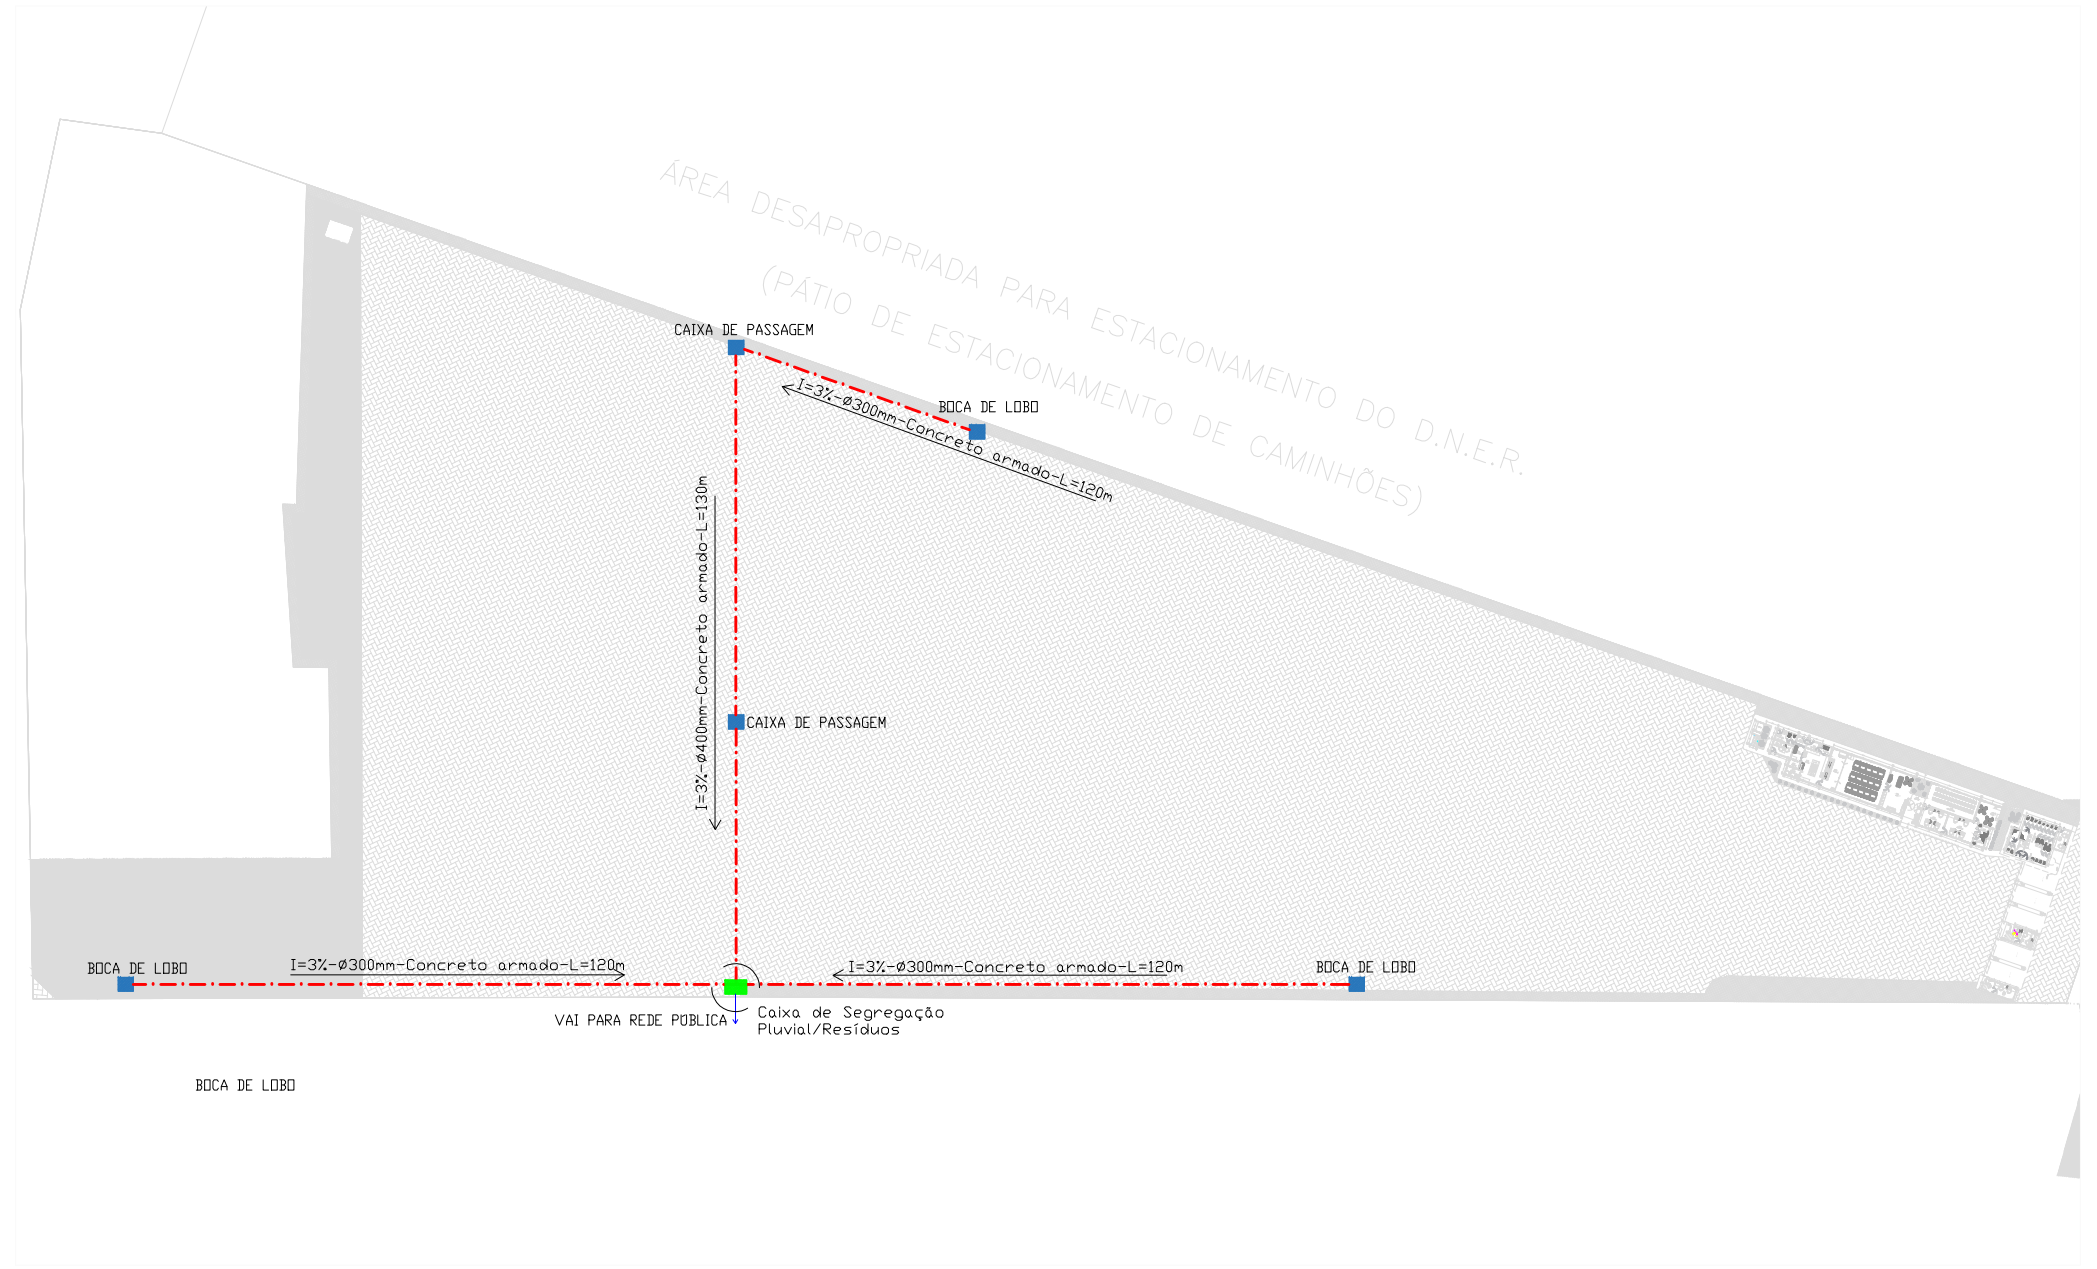 ÁREA DESAPROPRIADA PARA ESTACIONAMENTO DO D.N.E.R.
(PÁTIO DE ESTACIONAMENTO DE CAMINHÕES)
CAIXA DE PASSAGEM
I=3%-Ø300mm-Concreto armado-L=120m
BOCA DE LOBO
I=3%-Ø400mm-Concreto armado-L=130m
CAIXA DE PASSAGEM
BOCA DE LOBO
I=3%-Ø300mm-Concreto armado-L=120m
I=3%-Ø300mm-Concreto armado-L=120m
BOCA DE LOBO
VAI PARA REDE PÚBLICA
Caixa de Segregação
Pluvial/Resíduos
BOCA DE LOBO